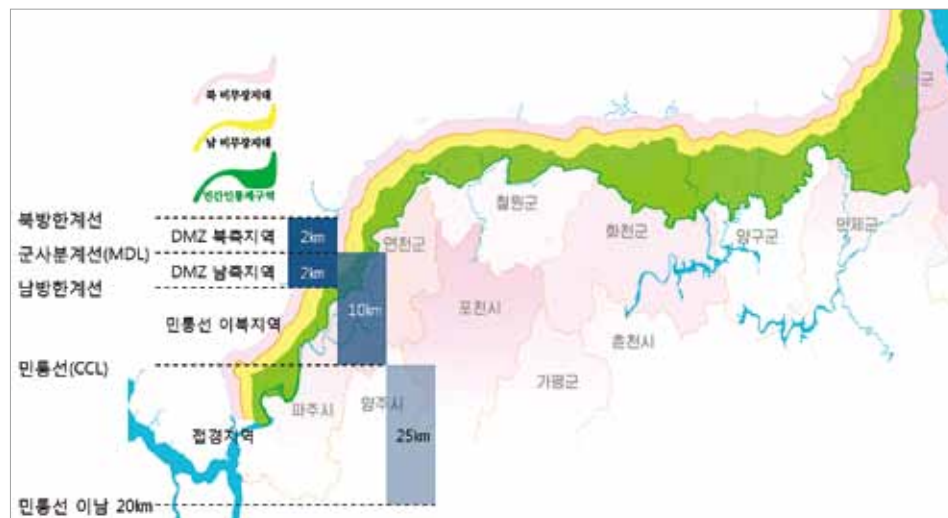 북 비무장지대
남 비무장지대
민간인통제구역
북방한계선
DMZ 북측지역
2km
군사분계선(MDL)
DMZ 남측지역
2km
남방한계선
민통선 이북지역
10km
민통선(CCL)
접경지역
25km
민통선 이남 20km
연천군
철원군
화천군
양구군
인제군
군
포천시
춘천시
가평군
파주시
양주시